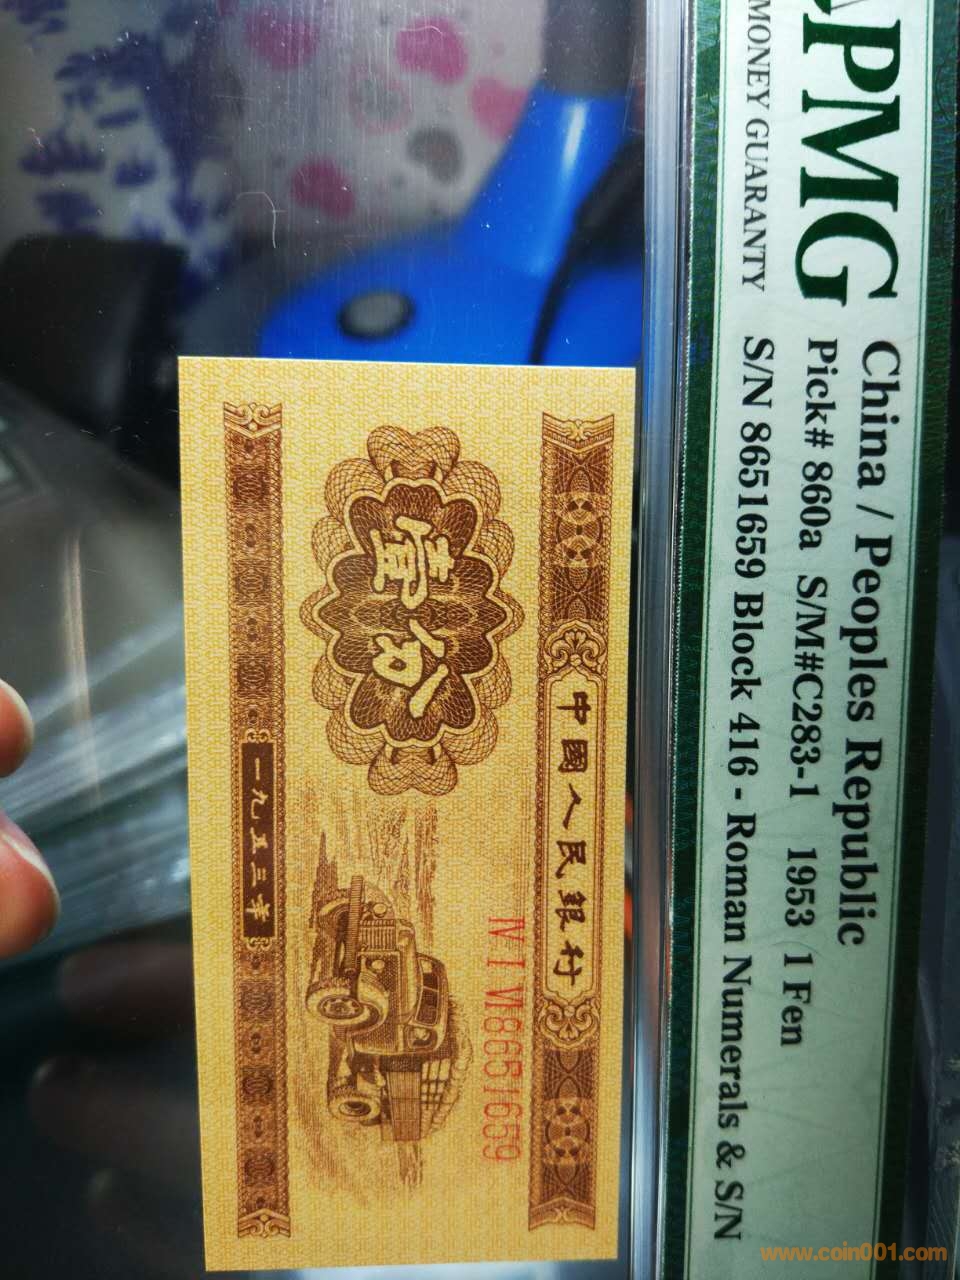 PMG
MONEY GUARANTY
China / Peoples Republic
Pick# 860a S/M#C283-1 1953 1 Fen
S/N 8651659 Block 416 - Roman Numerals & S/N
中國人民銀行
IV I VI 8651659
壹分
一九五三年
www.coin001.com